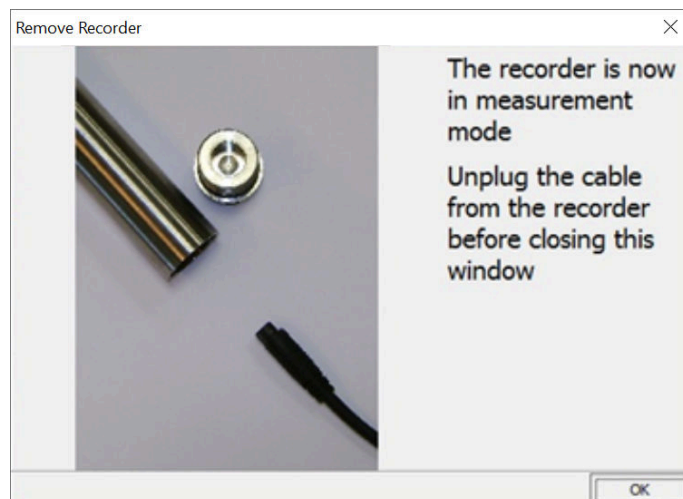 Remove Recorder
The recorder is now
in measurement
mode
Unplug the cable
from the recorder
before closing this
window
OK